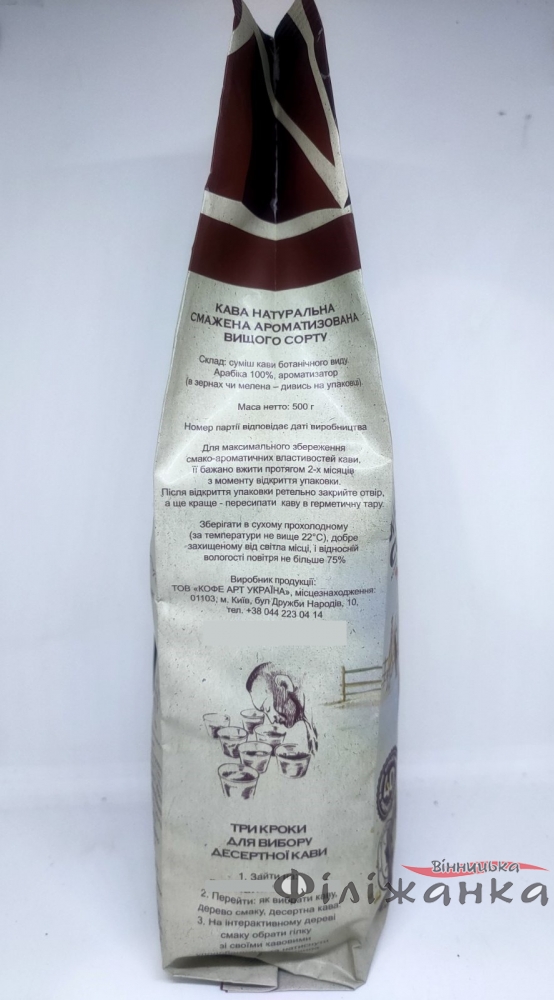 КАВА НАТУРАЛЬНА
СМАЖЕНА АРОМАТИЗОВАНА
ВИЩОГО СОРТУ
Склад: суміш кави ботанічного виду
Арабіка 100%, ароматизатор
(в зернах чи мелена – дивись на упаковці)
Маса нетто: 500 г
Номер партії відповідає даті виробництва
Для максимального збереження
смако-ароматичних властивостей кави,
її бажано вжити протягом 2-х місяців
з моменту відкриття упаковки.
Після відкриття упаковки ретельно закрийте отвір,
а ще краще - пересипати каву в герметичну тару.
Зберігати в сухому прохолодному
(за температури не вище 22°С), добре
захищеному від світла місці, і відносній
вологості повітря не більше 75%
Виробник продукції:
ТОВ «КОФЕ АРТ УКРАЇНА», місцезнаходження:
01103, м. Київ, бул Дружби Народів, 10,
тел. +38 044 223 04 14
ТРИ КРОКИ
ДЛЯ ВИБОРУ
ДЕСЕРТНОЇ КАВИ
1. Зайти
Вінницька
Філіжанка
2. Перейти: як вибрати каву,
дерево смаку, десертна кава
3. На інтерактивному дереві
смаку обрати гілку
зі своїми кавовими